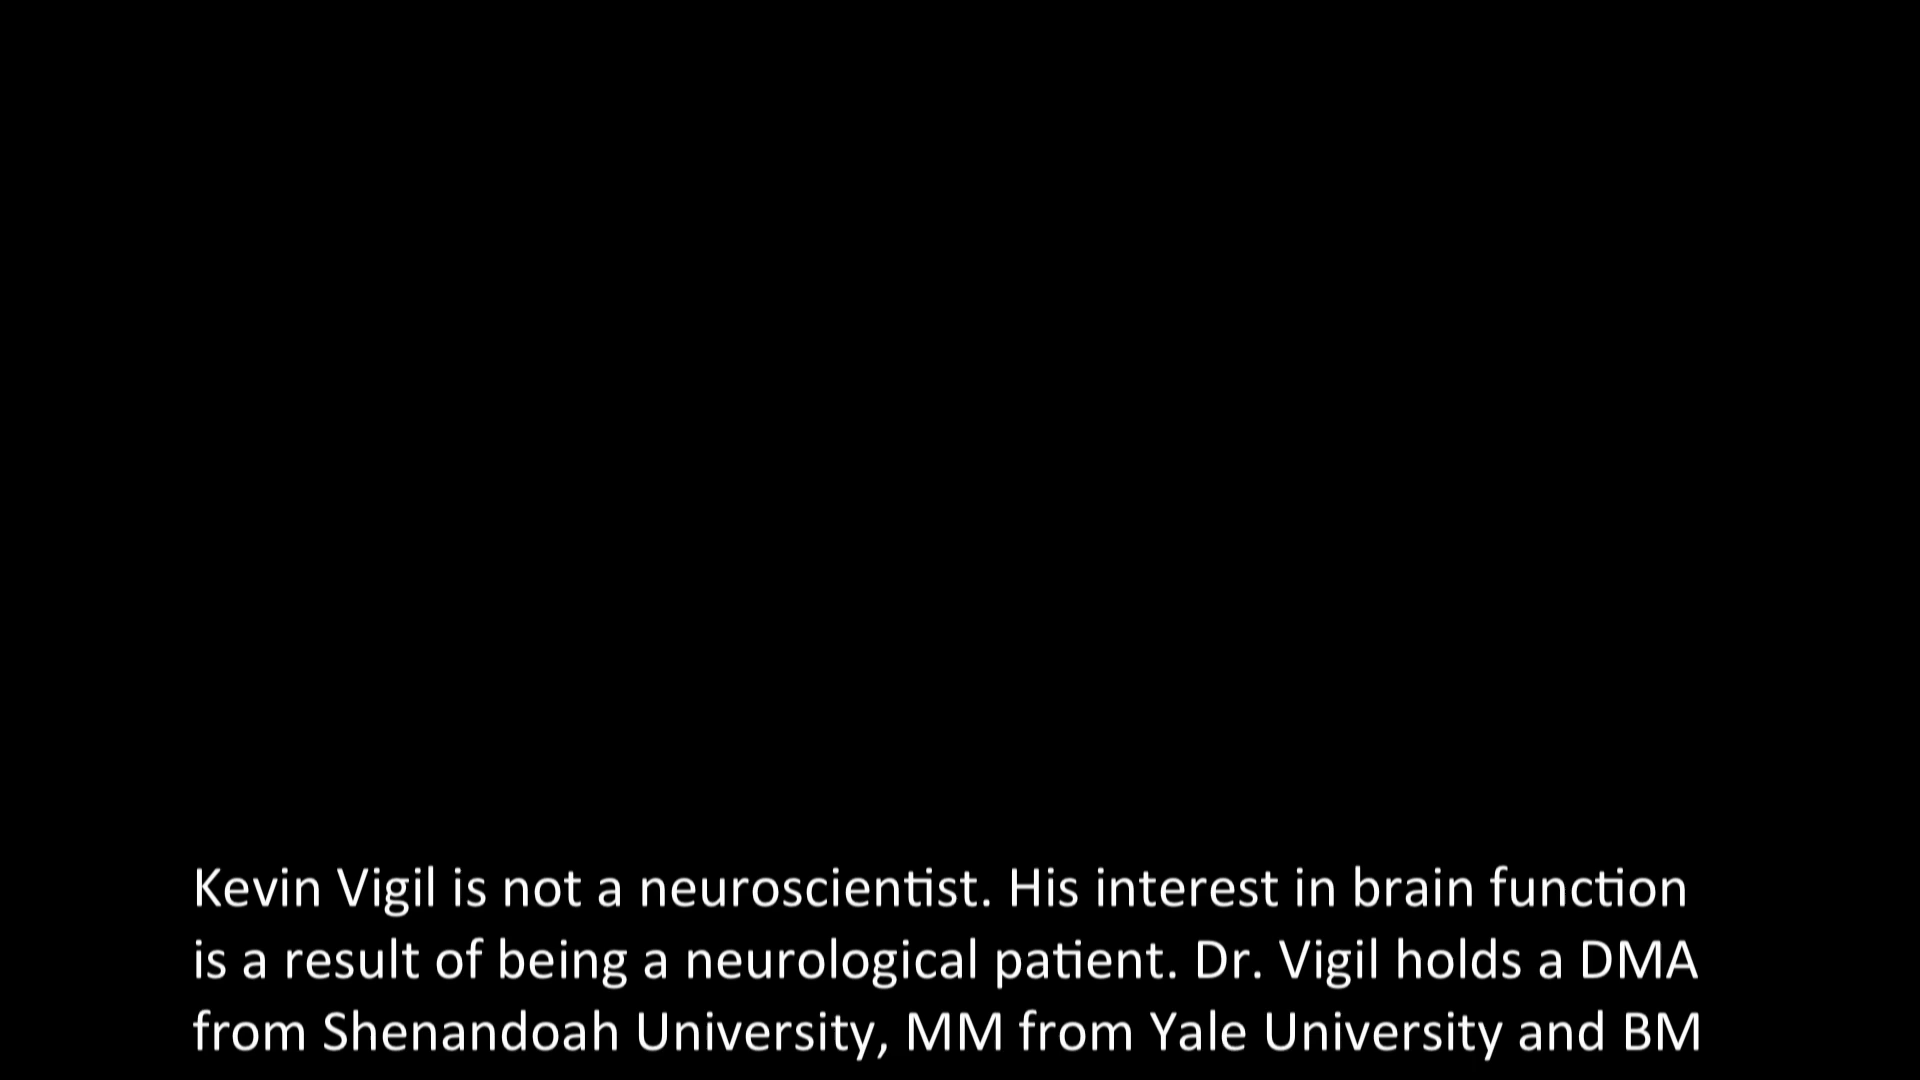 Kevin Vigil is not a neuroscientist. His interest in brain function
is a result of being a neurological patient. Dr. Vigil holds a DMA
from Shenandoah University, MM from Yale University and BM